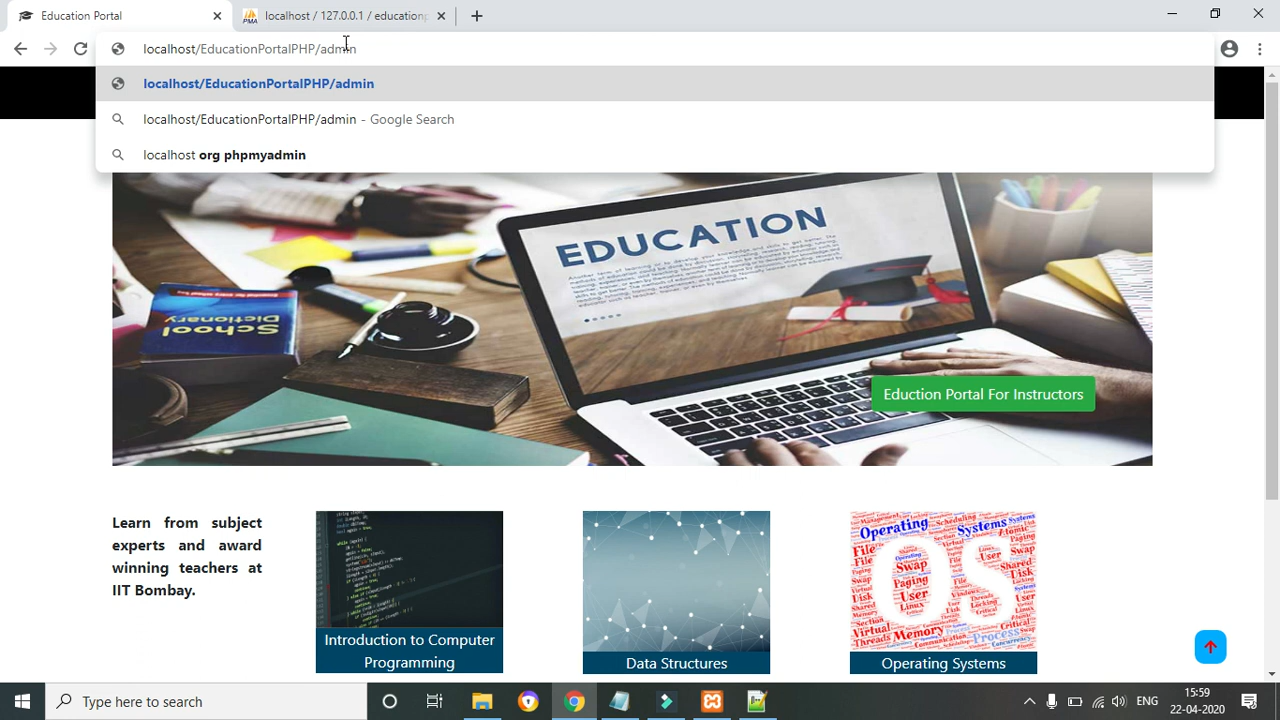 Education Portal
localhost / 127.0.0.1 / education
localhost/EducationPortalPHP/admin
localhost/EducationPortalPHP/admin
localhost/EducationPortalPHP/admin - Google Search
localhost org phpmyadmin
EDUCATION
School
Dictionary
Eduction Portal For Instructors
Learn from subject
experts and award
winning teachers at
IIT Bombay.
Introduction to Computer
Programming
Data Structures
Operating Systems
Operating Systems
Type here to search
ENG
15:59
22-04-2020